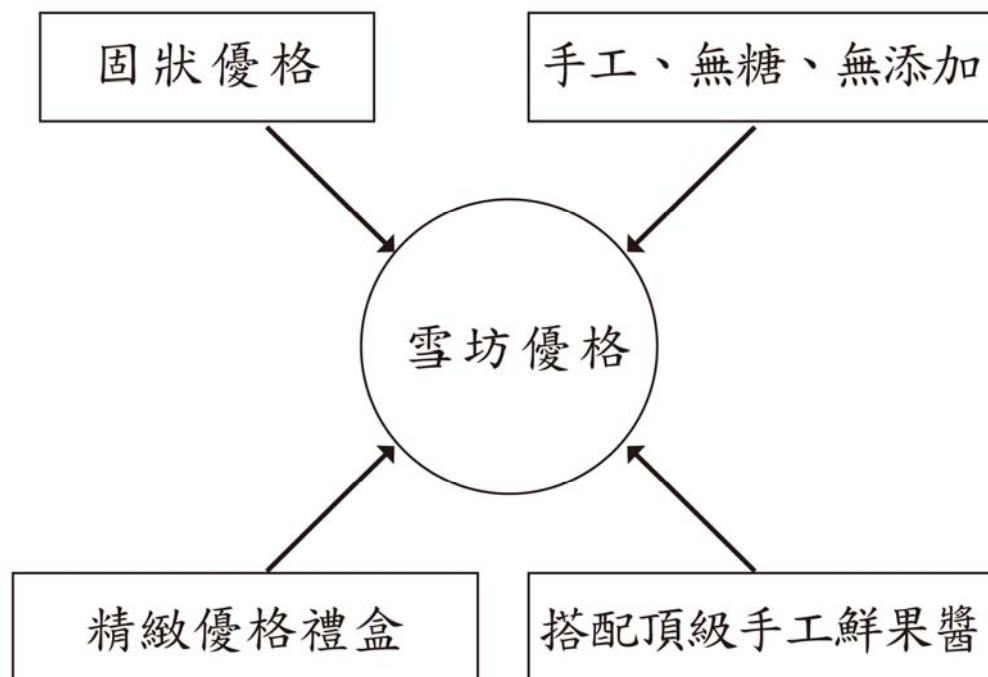 固狀優格
手工、無糖、無添加
雪坊優格
精緻優格禮盒
搭配頂級手工鮮果醬